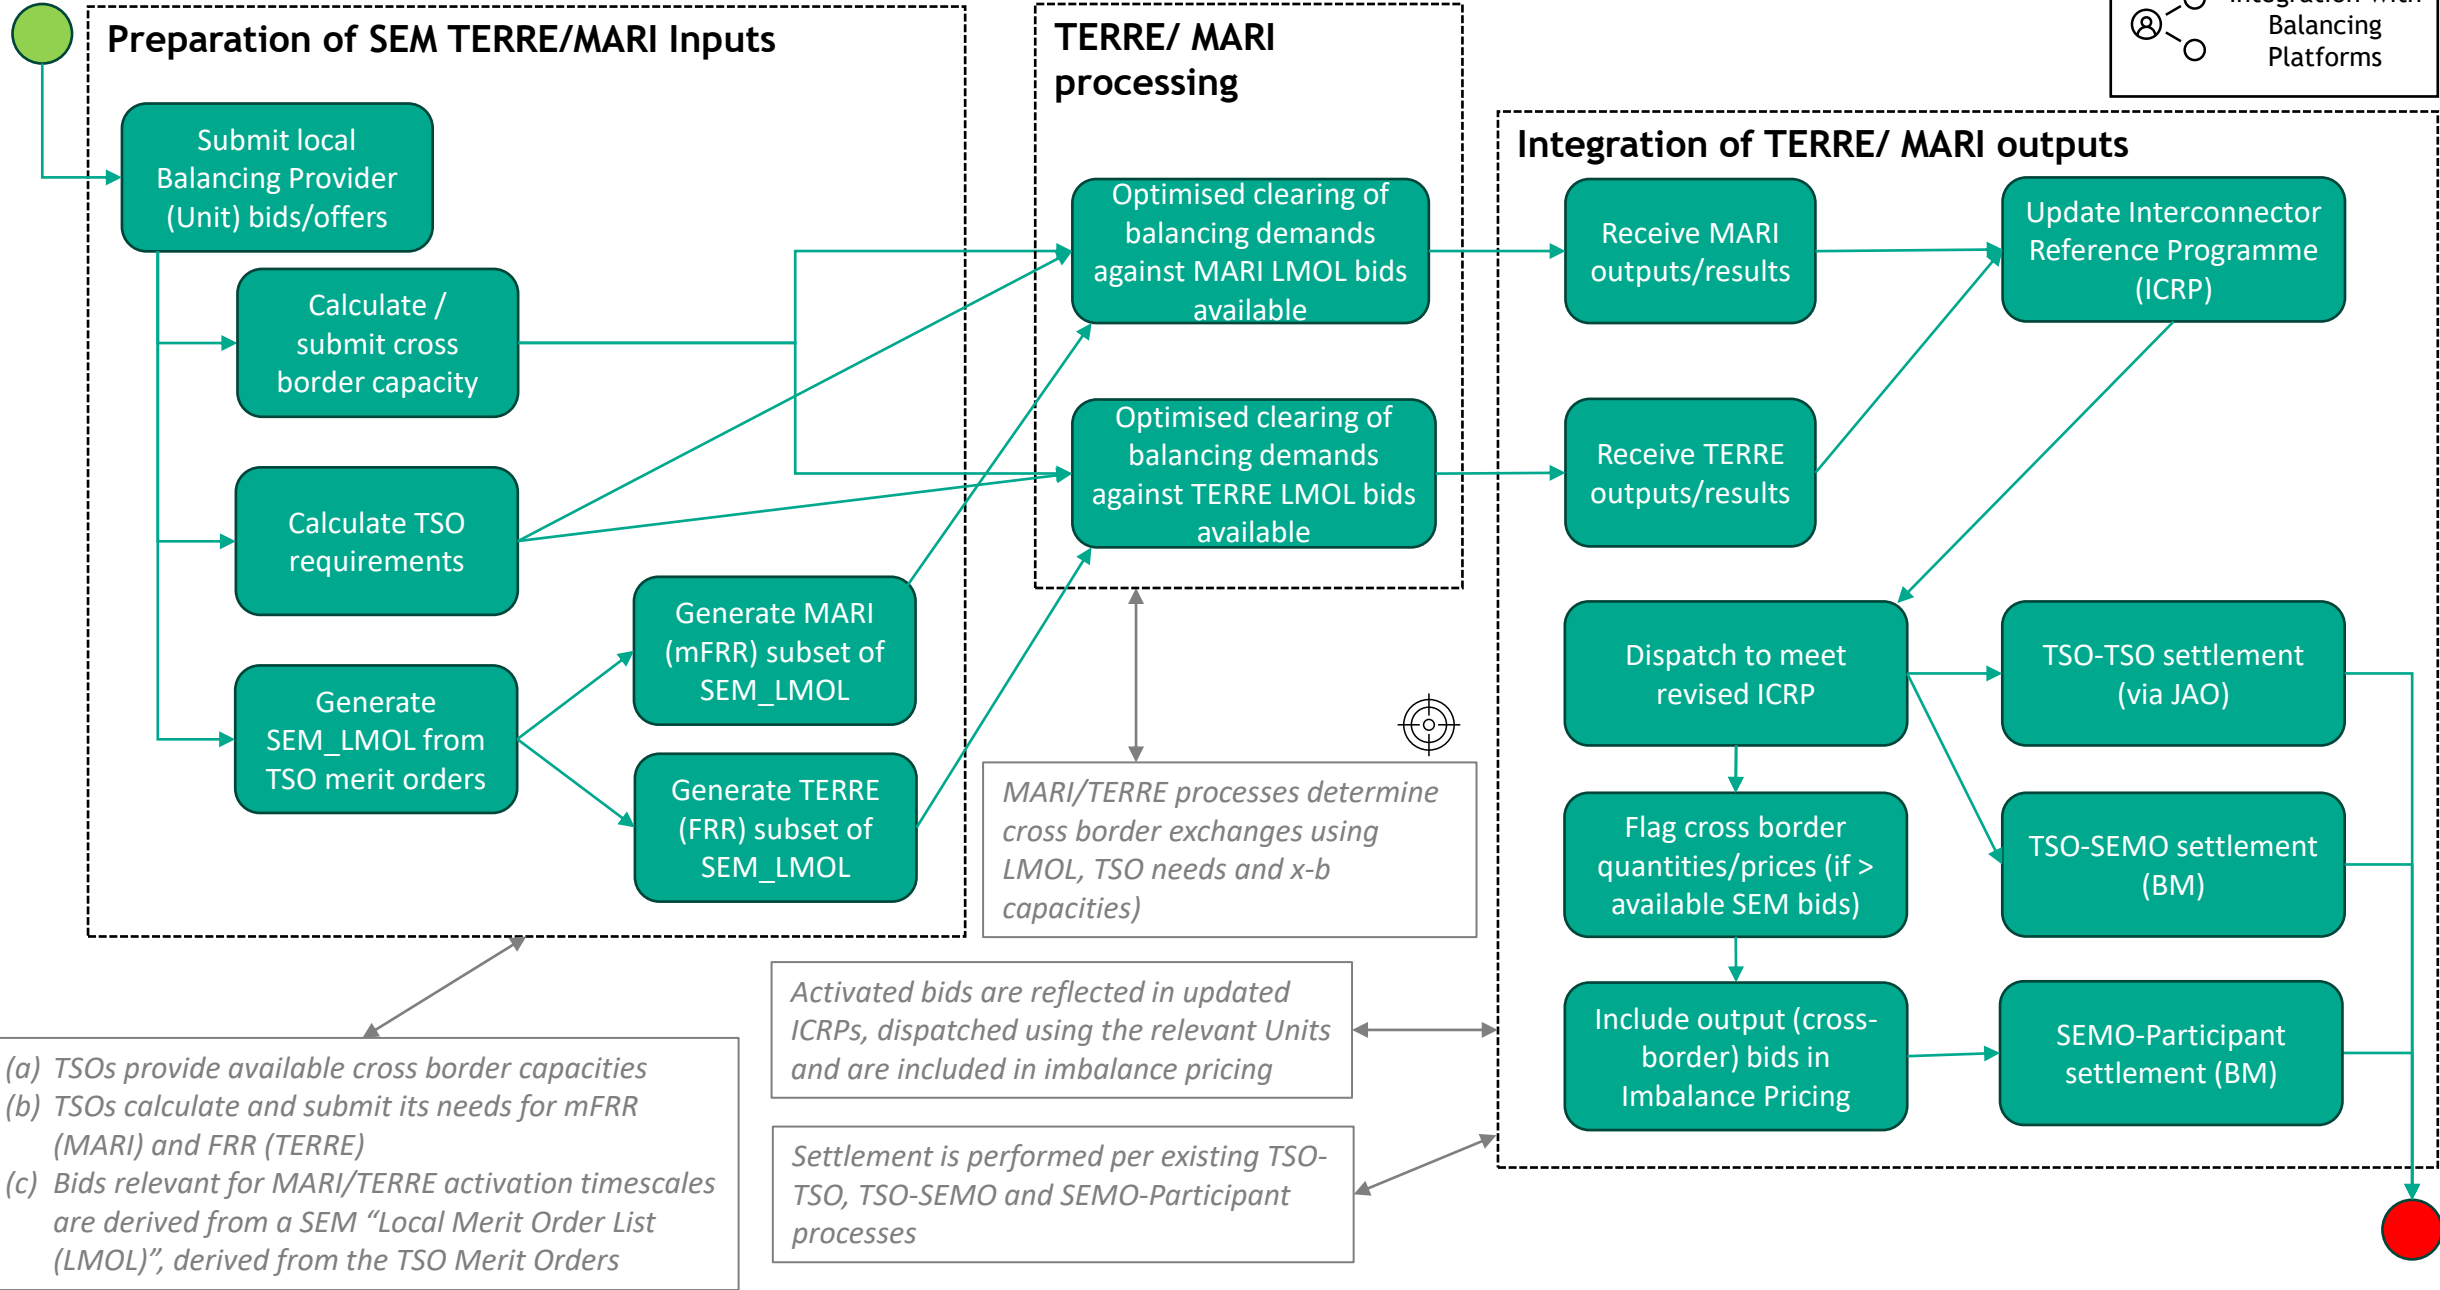 Preparation of SEM TERRE/MARI Inputs
Submit local
Balancing Provider
(Unit) bids/offers
Calculate /
submit cross
border capacity
Calculate TSO
requirements
Generate
SEM_LMOL from
TSO merit orders
Generate MARI
(mFRR) subset of
SEM_LMOL
Generate TERRE
(FRR) subset of
SEM_LMOL
TERRE/ MARI
processing
Optimised clearing of
balancing demands
against MARI LMOL bids
available
Optimised clearing of
balancing demands
against TERRE LMOL bids
available
Integration with
Balancing
Platforms
Integration of TERRE/ MARI outputs
Receive MARI
outputs/results
Update Interconnector
Reference Programme
(ICRP)
Receive TERRE
outputs/results
Dispatch to meet
revised ICRP
TSO-TSO settlement
(via JAO)
Flag cross border
quantities/prices (if >
available SEM bids)
TSO-SEMO settlement
(BM)
Include output (cross-
border) bids in
Imbalance Pricing
SEMO-Participant
settlement (BM)
MARI/TERRE processes determine
cross border exchanges using
LMOL, TSO needs and x-b
capacities)
Activated bids are reflected in updated
ICRPs, dispatched using the relevant Units
and are included in imbalance pricing
Settlement is performed per existing TSO-
TSO, TSO-SEMO and SEMO-Participant
processes
(a) TSOs provide available cross border capacities
(b) TSOs calculate and submit its needs for mFRR
(MARI) and FRR (TERRE)
(c) Bids relevant for MARI/TERRE activation timescales
are derived from a SEM “Local Merit Order List
(LMOL)”, derived from the TSO Merit Orders